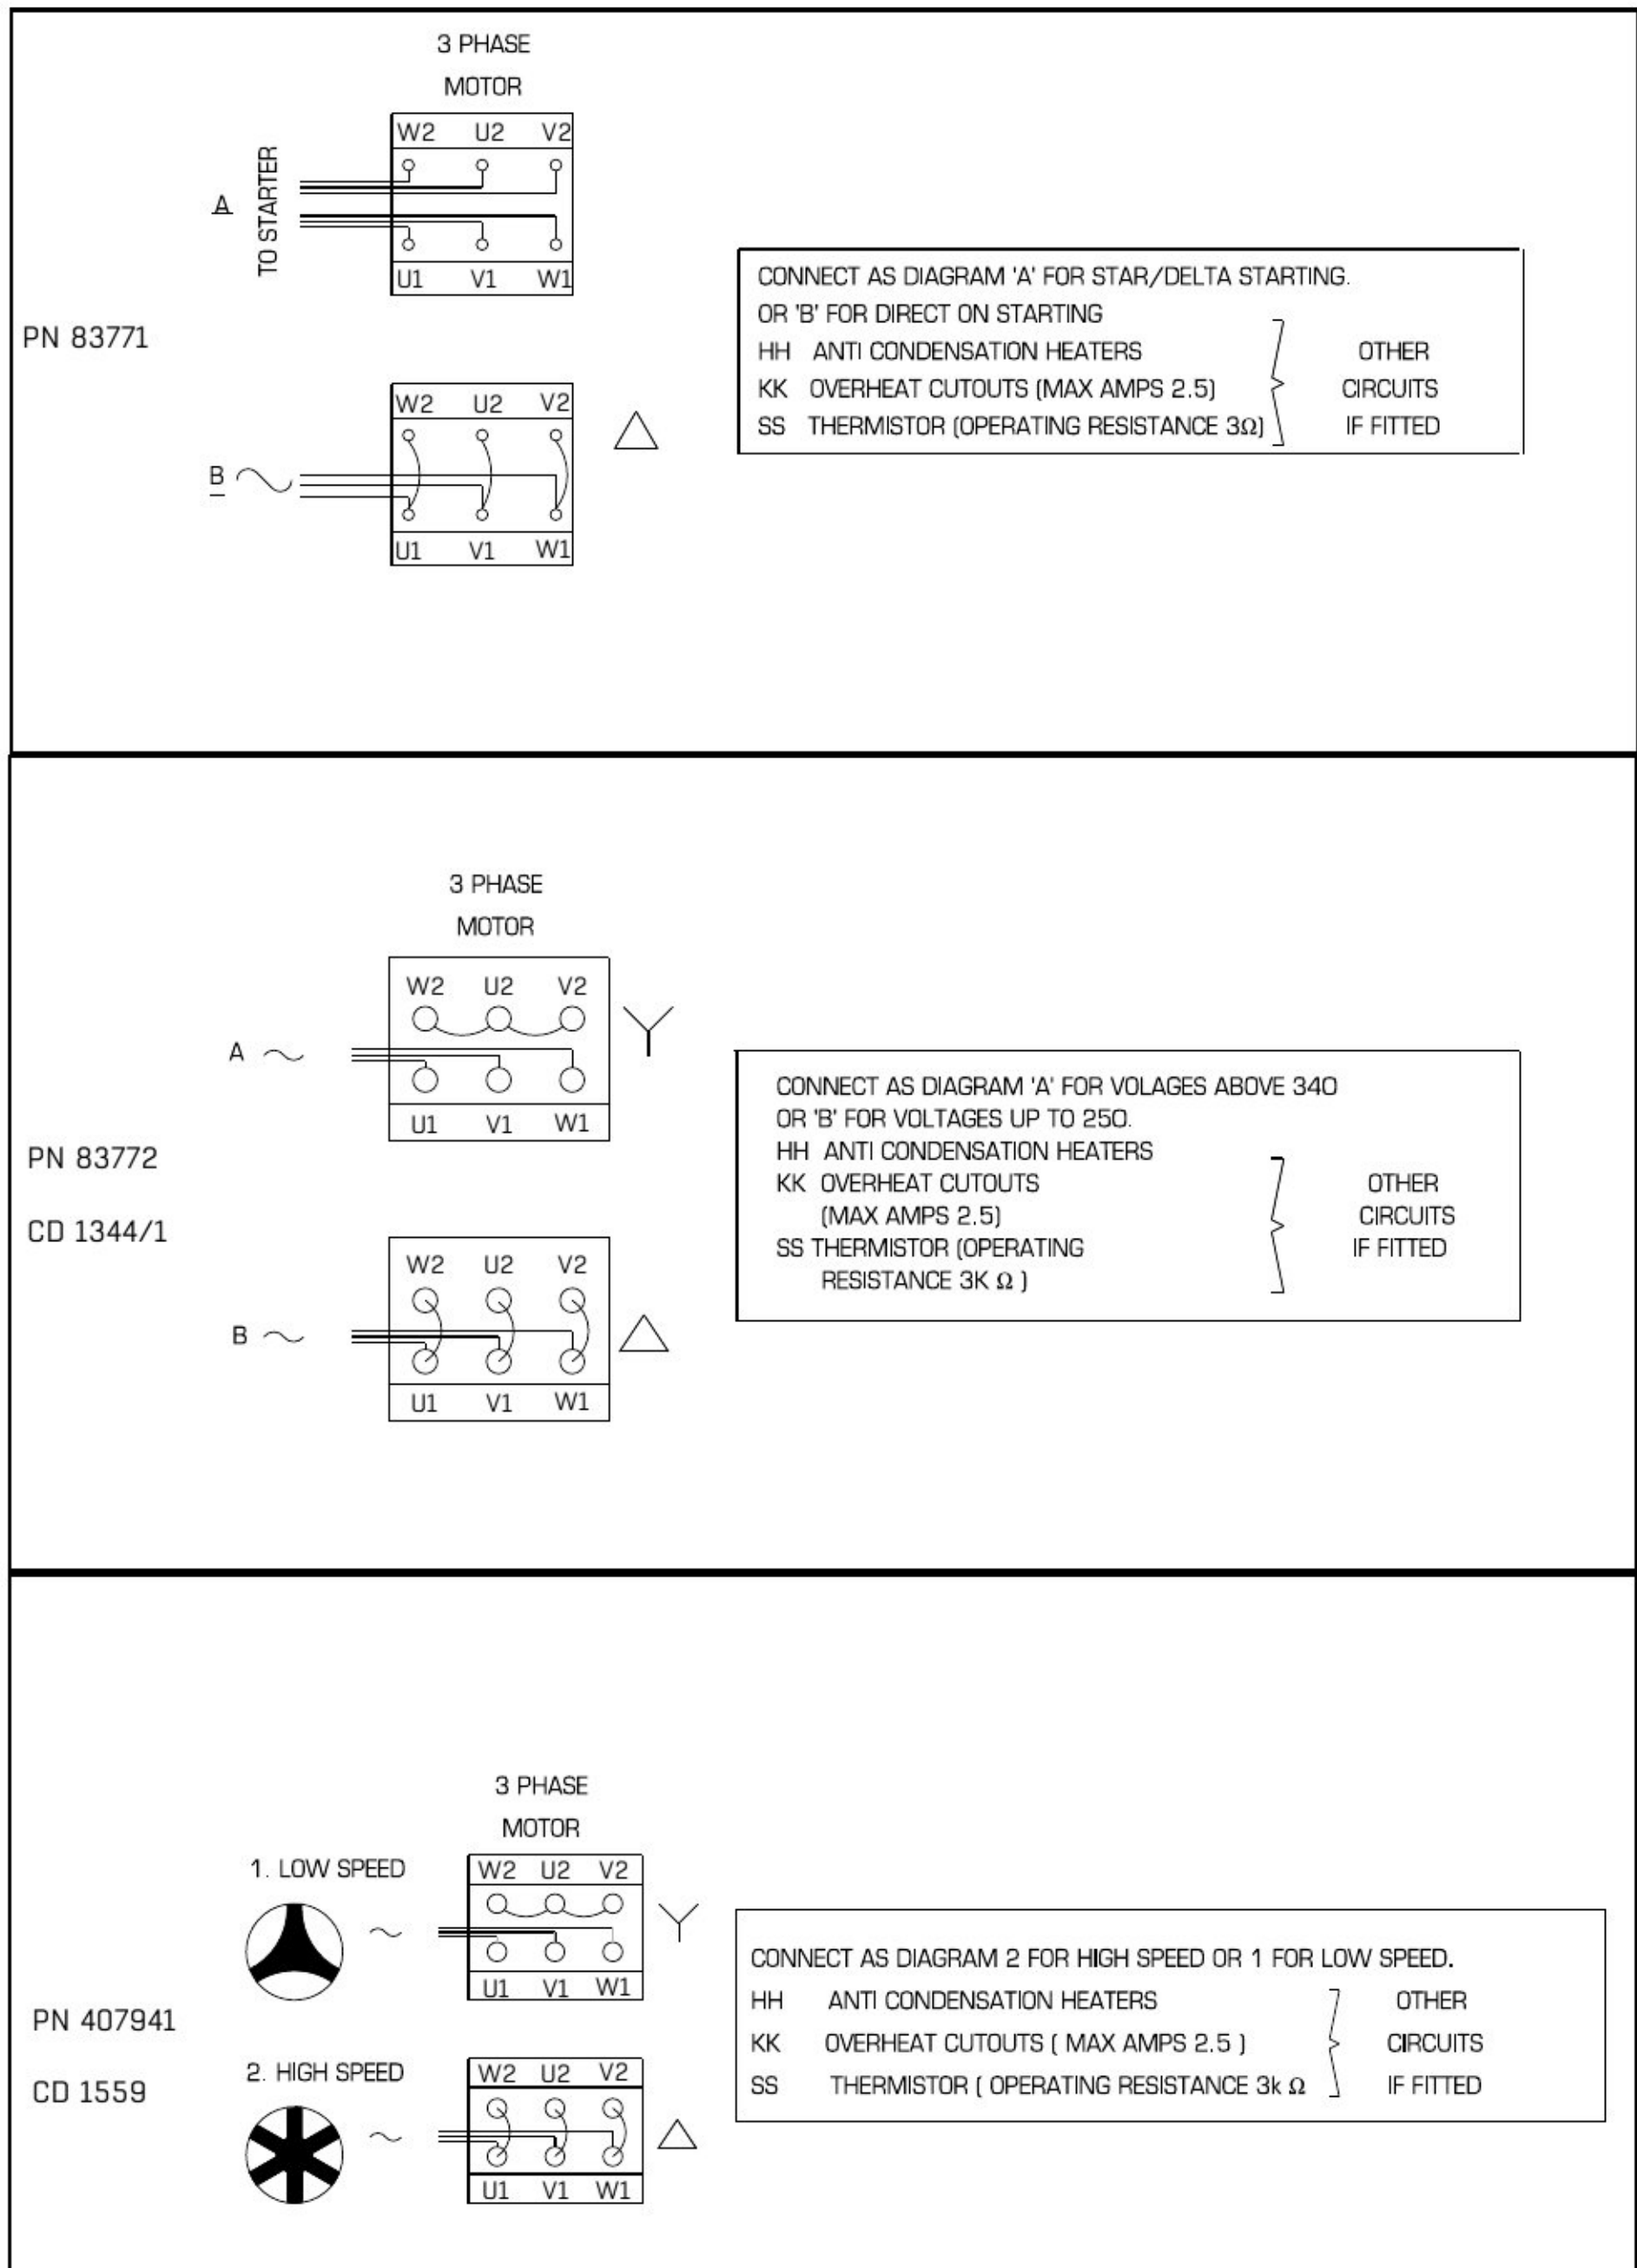 3 PHASE
MOTOR
W2 U2 V2
A
TO STARTER
U1 V1 W1
PN 83771
W2 U2 V2
B
U1 V1 W1
CONNECT AS DIAGRAM 'A' FOR STAR/DELTA STARTING.
OR 'B' FOR DIRECT ON STARTING
HH ANTI CONDENSATION HEATERS
KK OVERHEAT CUTOUTS (MAX AMPS 2.5)
SS THERMISTOR (OPERATING RESISTANCE 3Ω)
OTHER
CIRCUITS
IF FITTED
3 PHASE
MOTOR
W2 U2 V2
A
U1 V1 W1
PN 83772
CD 1344/1
W2 U2 V2
B
U1 V1 W1
CONNECT AS DIAGRAM 'A' FOR VOLAGES ABOVE 340
OR 'B' FOR VOLTAGES UP TO 250.
HH ANTI CONDENSATION HEATERS
KK OVERHEAT CUTOUTS
(MAX AMPS 2.5)
SS THERMISTOR (OPERATING
RESISTANCE 3K Ω )
OTHER
CIRCUITS
IF FITTED
3 PHASE
MOTOR
1. LOW SPEED
W2 U2 V2
U1 V1 W1
PN 407941
CD 1559
2. HIGH SPEED
W2 U2 V2
U1 V1 W1
CONNECT AS DIAGRAM 2 FOR HIGH SPEED OR 1 FOR LOW SPEED.
HH ANTI CONDENSATION HEATERS
KK OVERHEAT CUTOUTS ( MAX AMPS 2.5 )
SS THERMISTOR ( OPERATING RESISTANCE 3k Ω
OTHER
CIRCUITS
IF FITTED